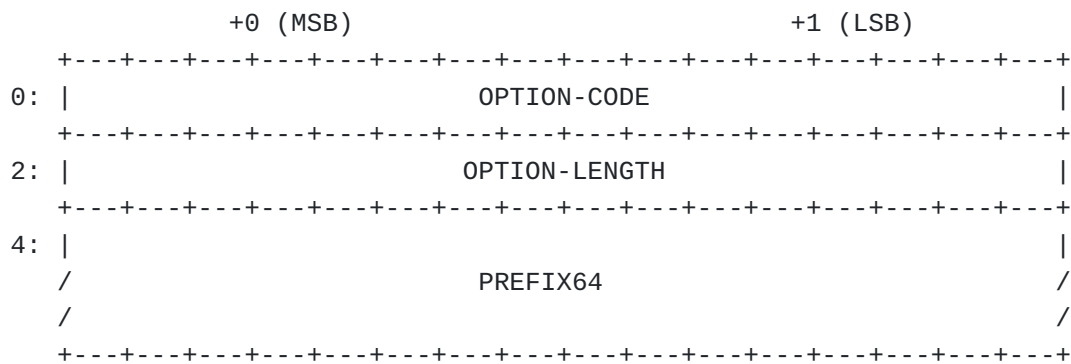 +0 (MSB)                            +1 (LSB)
+---+---+---+---+---+---+---+---+---+---+---+---+---+---+---+---+
0: |                          OPTION-CODE                          |
+---+---+---+---+---+---+---+---+---+---+---+---+---+---+---+---+
2: |                         OPTION-LENGTH                         |
+---+---+---+---+---+---+---+---+---+---+---+---+---+---+---+---+
4: |                                                               |
/                          PREFIX64                             /
/                                                               /
+---+---+---+---+---+---+---+---+---+---+---+---+---+---+---+---+